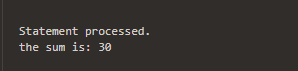 Statement processed.
the sum is: 30